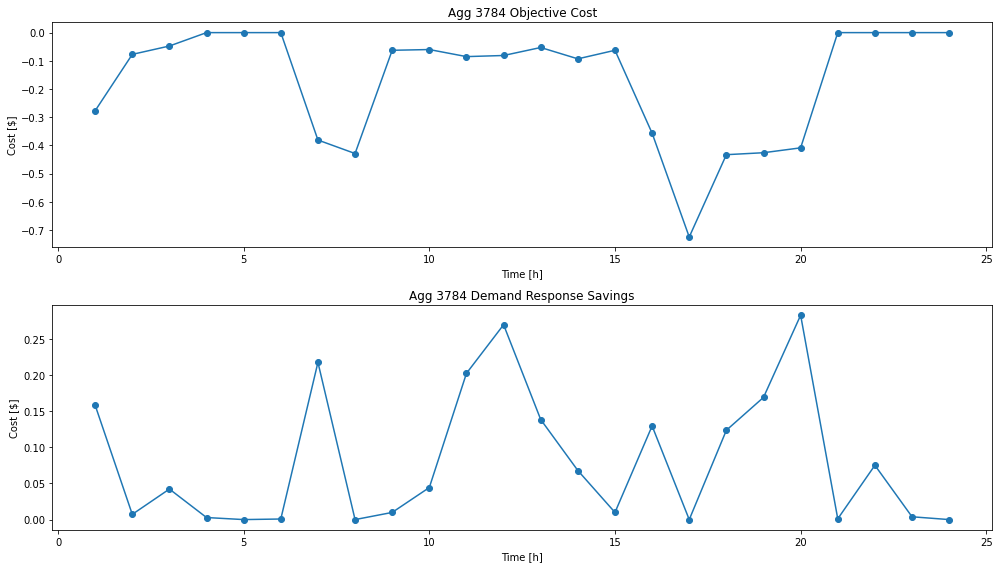 Agg 3784 Objective Cost
Cost [$]
0.0
−0.1
−0.2
−0.3
−0.4
−0.5
−0.6
−0.7
0 5 10 15 20 25
Time [h]
Agg 3784 Demand Response Savings
Cost [$]
0.25
0.20
0.15
0.10
0.05
0.00
0 5 10 15 20 25
Time [h]